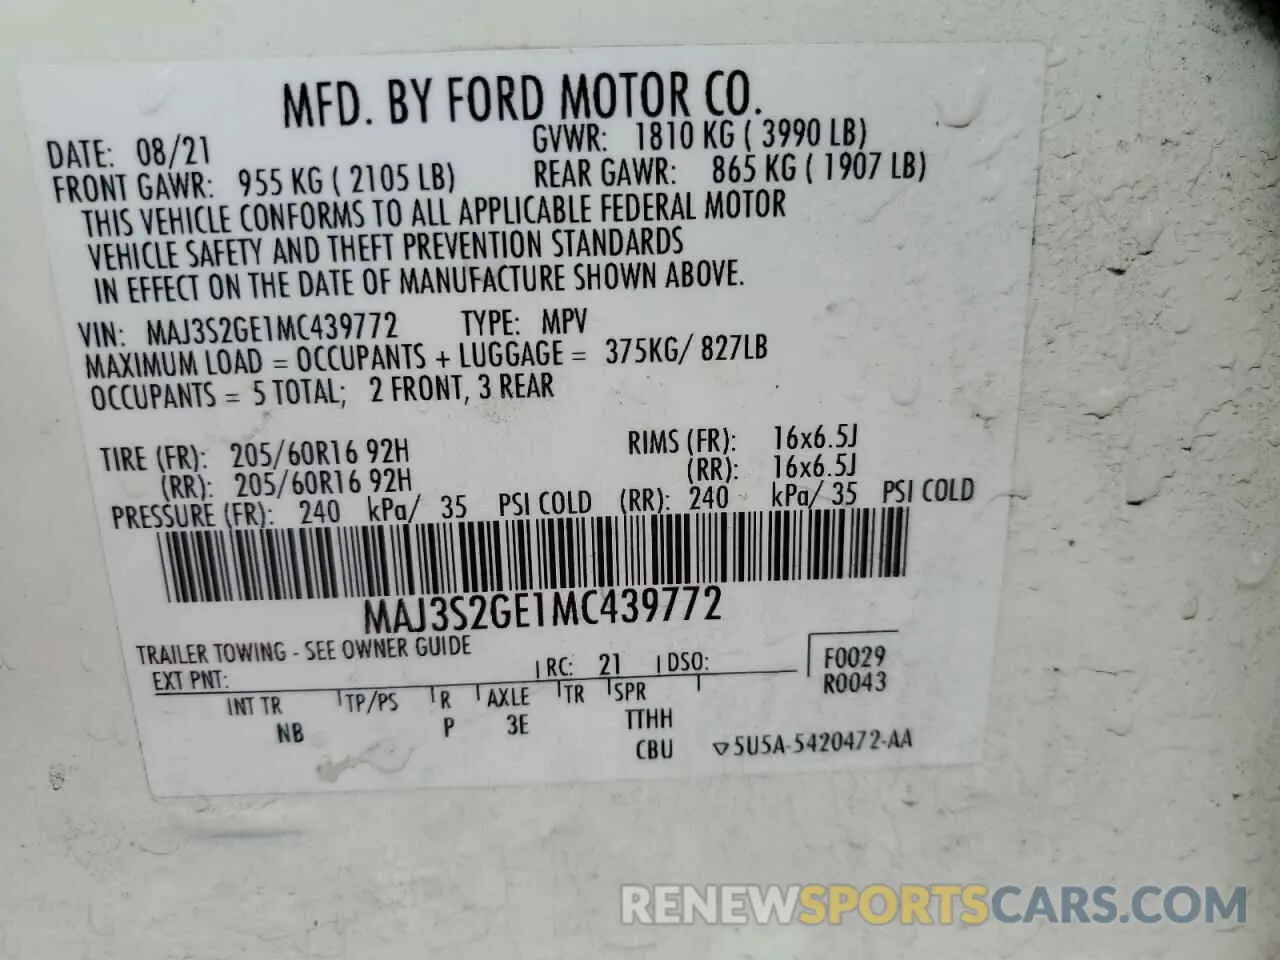 MFD. BY FORD MOTOR CO.
DATE: 08/21 GVWR: 1810 KG ( 3990 LB)
FRONT GAWR: 955 KG ( 2105 LB) REAR GAWR: 865 KG ( 1907 LB)
THIS VEHICLE CONFORMS TO ALL APPLICABLE FEDERAL MOTOR
VEHICLE SAFETY AND THEFT PREVENTION STANDARDS
IN EFFECT ON THE DATE OF MANUFACTURE SHOWN ABOVE.
VIN: MAJ3S2GE1MC439772 TYPE: MPV
MAXIMUM LOAD = OCCUPANTS + LUGGAGE = 375KG/ 827LB
OCCUPANTS = 5 TOTAL; 2 FRONT, 3 REAR
TIRE (FR): 205/60R16 92H RIMS (FR): 16x6.5J
(RR): 205/60R16 92H (RR): 16x6.5J
PRESSURE (FR): 240 kPa/ 35 PSI COLD (RR): 240 kPa/ 35 PSI COLD
MAJ3S2GE1MC439772
TRAILER TOWING - SEE OWNER GUIDE
EXT PNT: RC: 21 DSO: F0029
R0043
INT TR TP/PS R AXLE TR SPR
NB P 3E TTHH
CBU ▽5U5A-5420472-AA
RENEWSPORTSCARS.COM